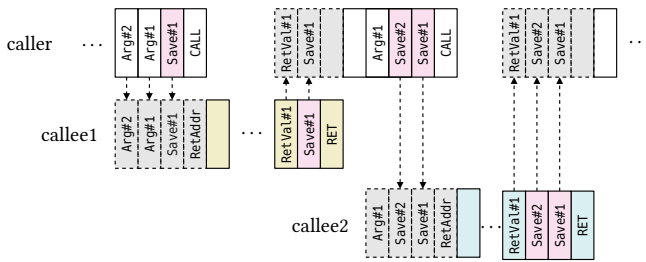 caller
...
Arg#2
Arg#1
Save#1
CALL
RetVal#1
Save#1
Arg#1
Save#2
Save#1
CALL
RetVal#1
Save#2
Save#1
..
callee1
Arg#2
Arg#1
Save#1
RetAddr
...
RetVal#1
Save#1
RET
callee2
Arg#1
Save#2
Save#1
RetAddr
...
RetVal#1
Save#2
Save#1
RET